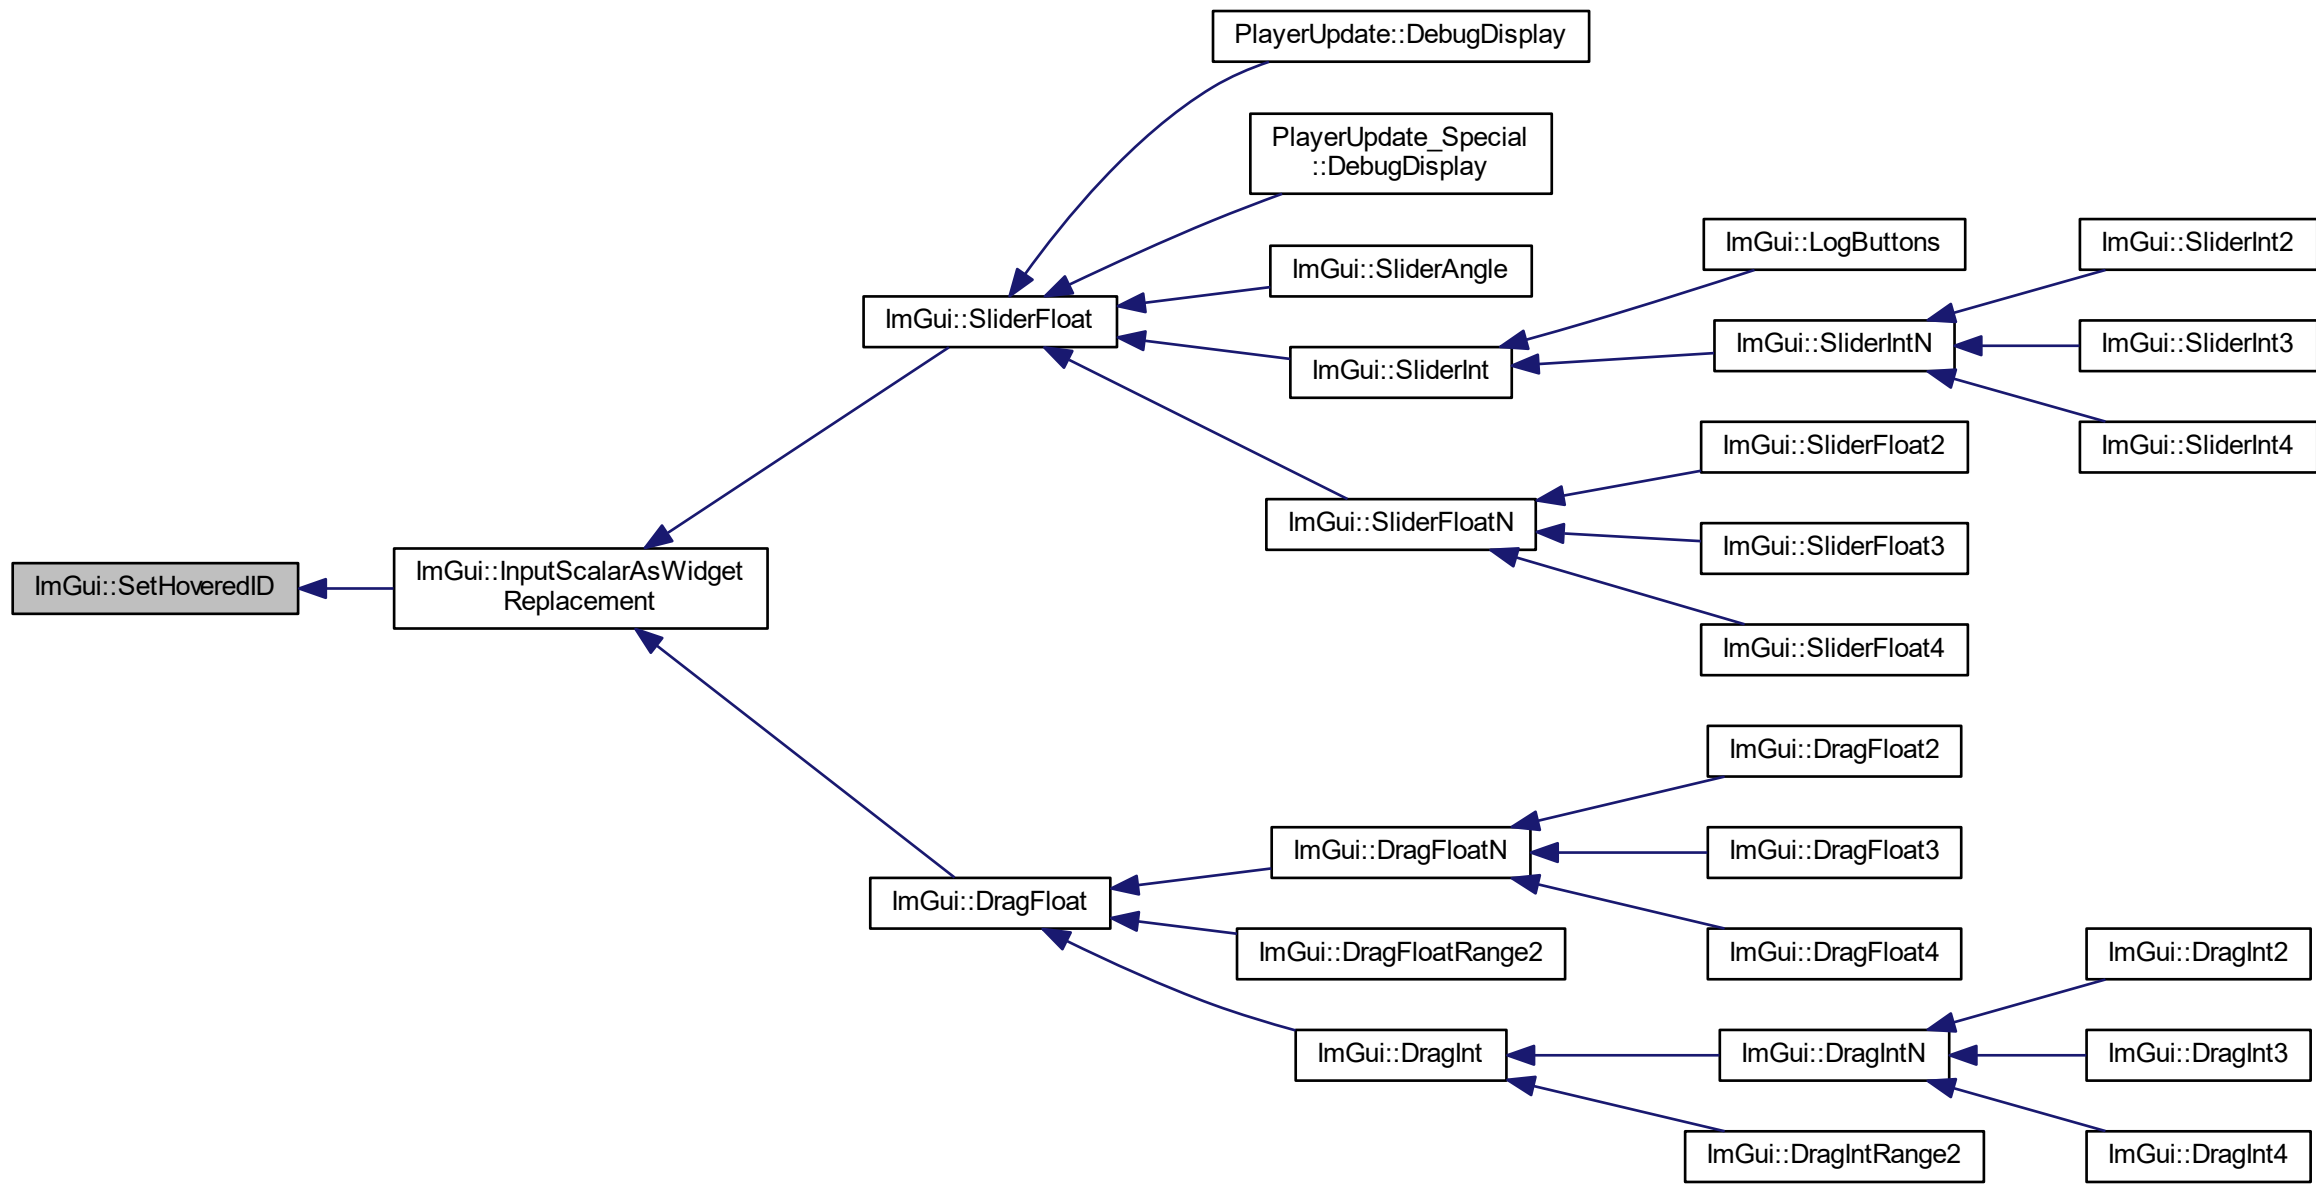 PlayerUpdate::DebugDisplay
PlayerUpdate_Special
::DebugDisplay
ImGui::LogButtons
ImGui::SliderInt2
ImGui::SliderAngle
ImGui::SliderFloat
ImGui::SliderIntN
ImGui::SliderInt3
ImGui::SliderInt
ImGui::SliderFloat2
ImGui::SliderInt4
ImGui::SliderFloatN
ImGui::SliderFloat3
ImGui::SetHoveredID
ImGui::InputScalarAsWidget
Replacement
ImGui::SliderFloat4
ImGui::DragFloat2
ImGui::DragFloatN
ImGui::DragFloat3
ImGui::DragFloat
ImGui::DragFloatRange2
ImGui::DragFloat4
ImGui::DragInt2
ImGui::DragInt
ImGui::DragIntN
ImGui::DragInt3
ImGui::DragIntRange2
ImGui::DragInt4